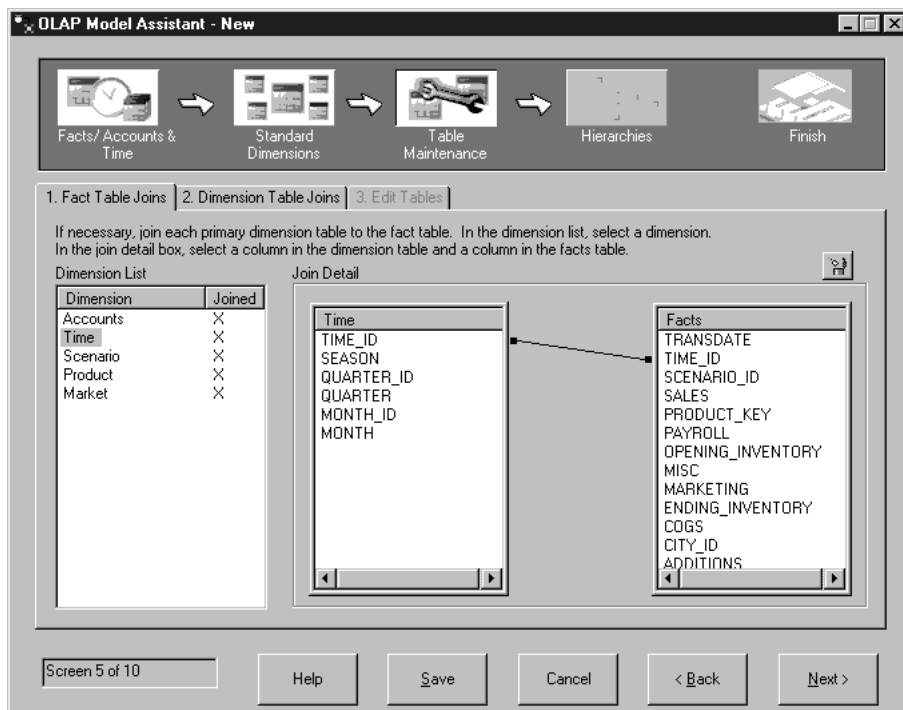 OLAP Model Assistant - New
Facts/ Accounts &
Time
Standard
Dimensions
Table
Maintenance
Hierarchies
Finish
1. Fact Table Joins
2. Dimension Table Joins
3. Edit Tables
If necessary, join each primary dimension table to the fact table. In the dimension list, select a dimension.
In the join detail box, select a column in the dimension table and a column in the facts table.
Dimension List
Dimension Joined
Accounts X
Time X
Scenario X
Product X
Market X
Join Detail
Time
TIME_ID
SEASON
QUARTER_ID
QUARTER
MONTH_ID
MONTH
Facts
TRANSDATE
TIME_ID
SCENARIO_ID
SALES
PRODUCT_KEY
PAYROLL
OPENING_INVENTORY
MISC
MARKETING
ENDING_INVENTORY
COGS
CITY_ID
ADDITIONS
Screen 5 of 10
Help
Save
Cancel
< Back
Next >